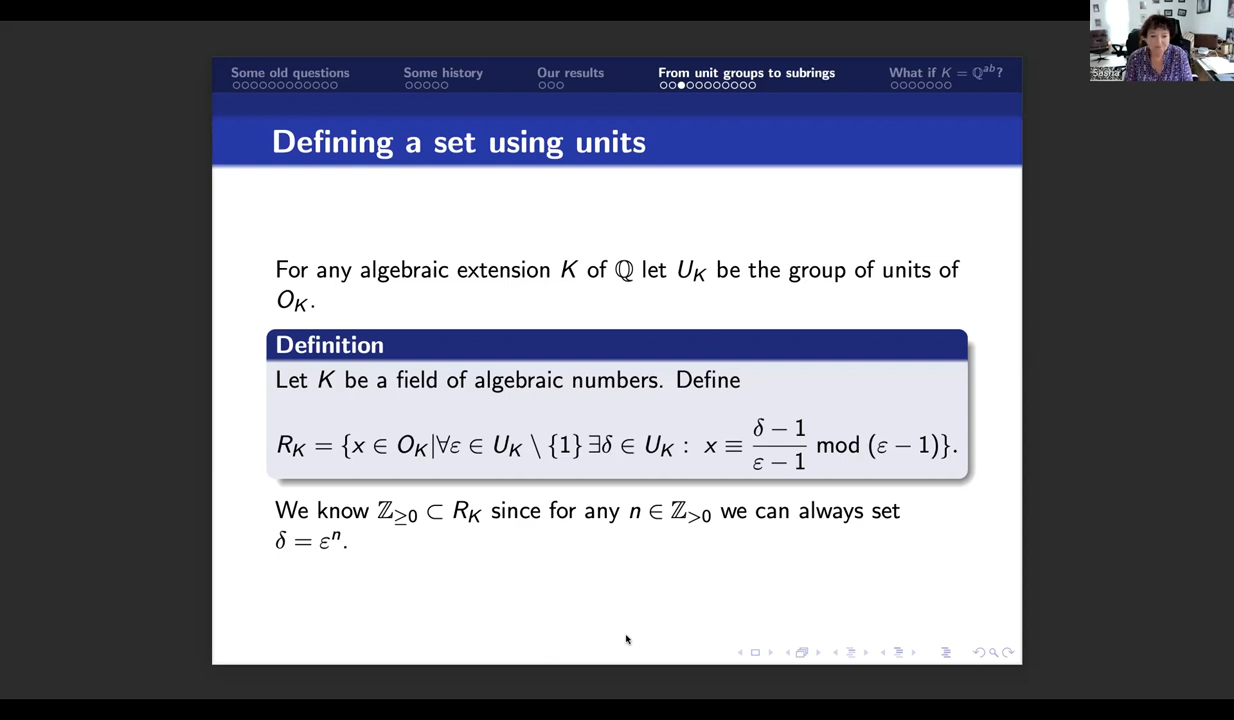 Some old questions Some history Our results From unit groups to subrings What if K = ℚᵃᵇ?
Defining a set using units
For any algebraic extension K of ℚ let U_K be the group of units of
O_K.
Definition
Let K be a field of algebraic numbers. Define
R_K = {x ∈ O_K|∀ε ∈ U_K \ {1} ∃δ ∈ U_K : x ≡ (δ − 1)/(ε − 1) mod (ε − 1)}.
We know ℤ_≥0 ⊂ R_K since for any n ∈ ℤ_>0 we can always set
δ = εⁿ.
Sasha